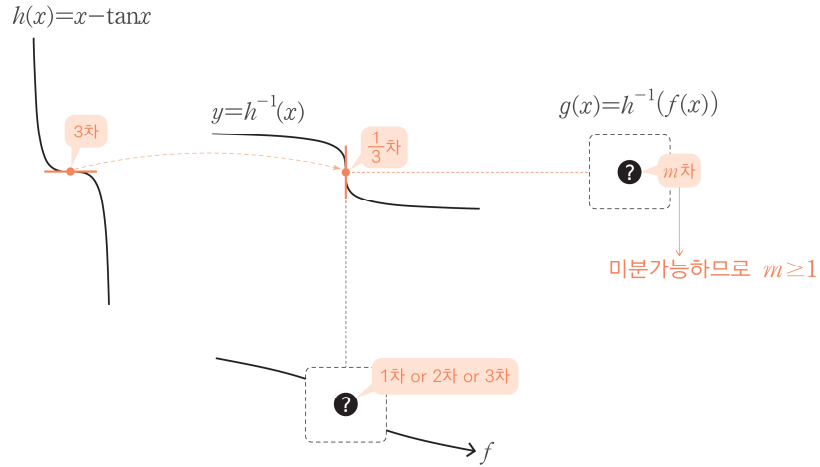 h(x)=x−tanx
3차
y=h⁻¹(x)
1/3차
g(x)=h⁻¹(f(x))
?
m차
미분가능하므로 m≥1
1차 or 2차 or 3차
?
f